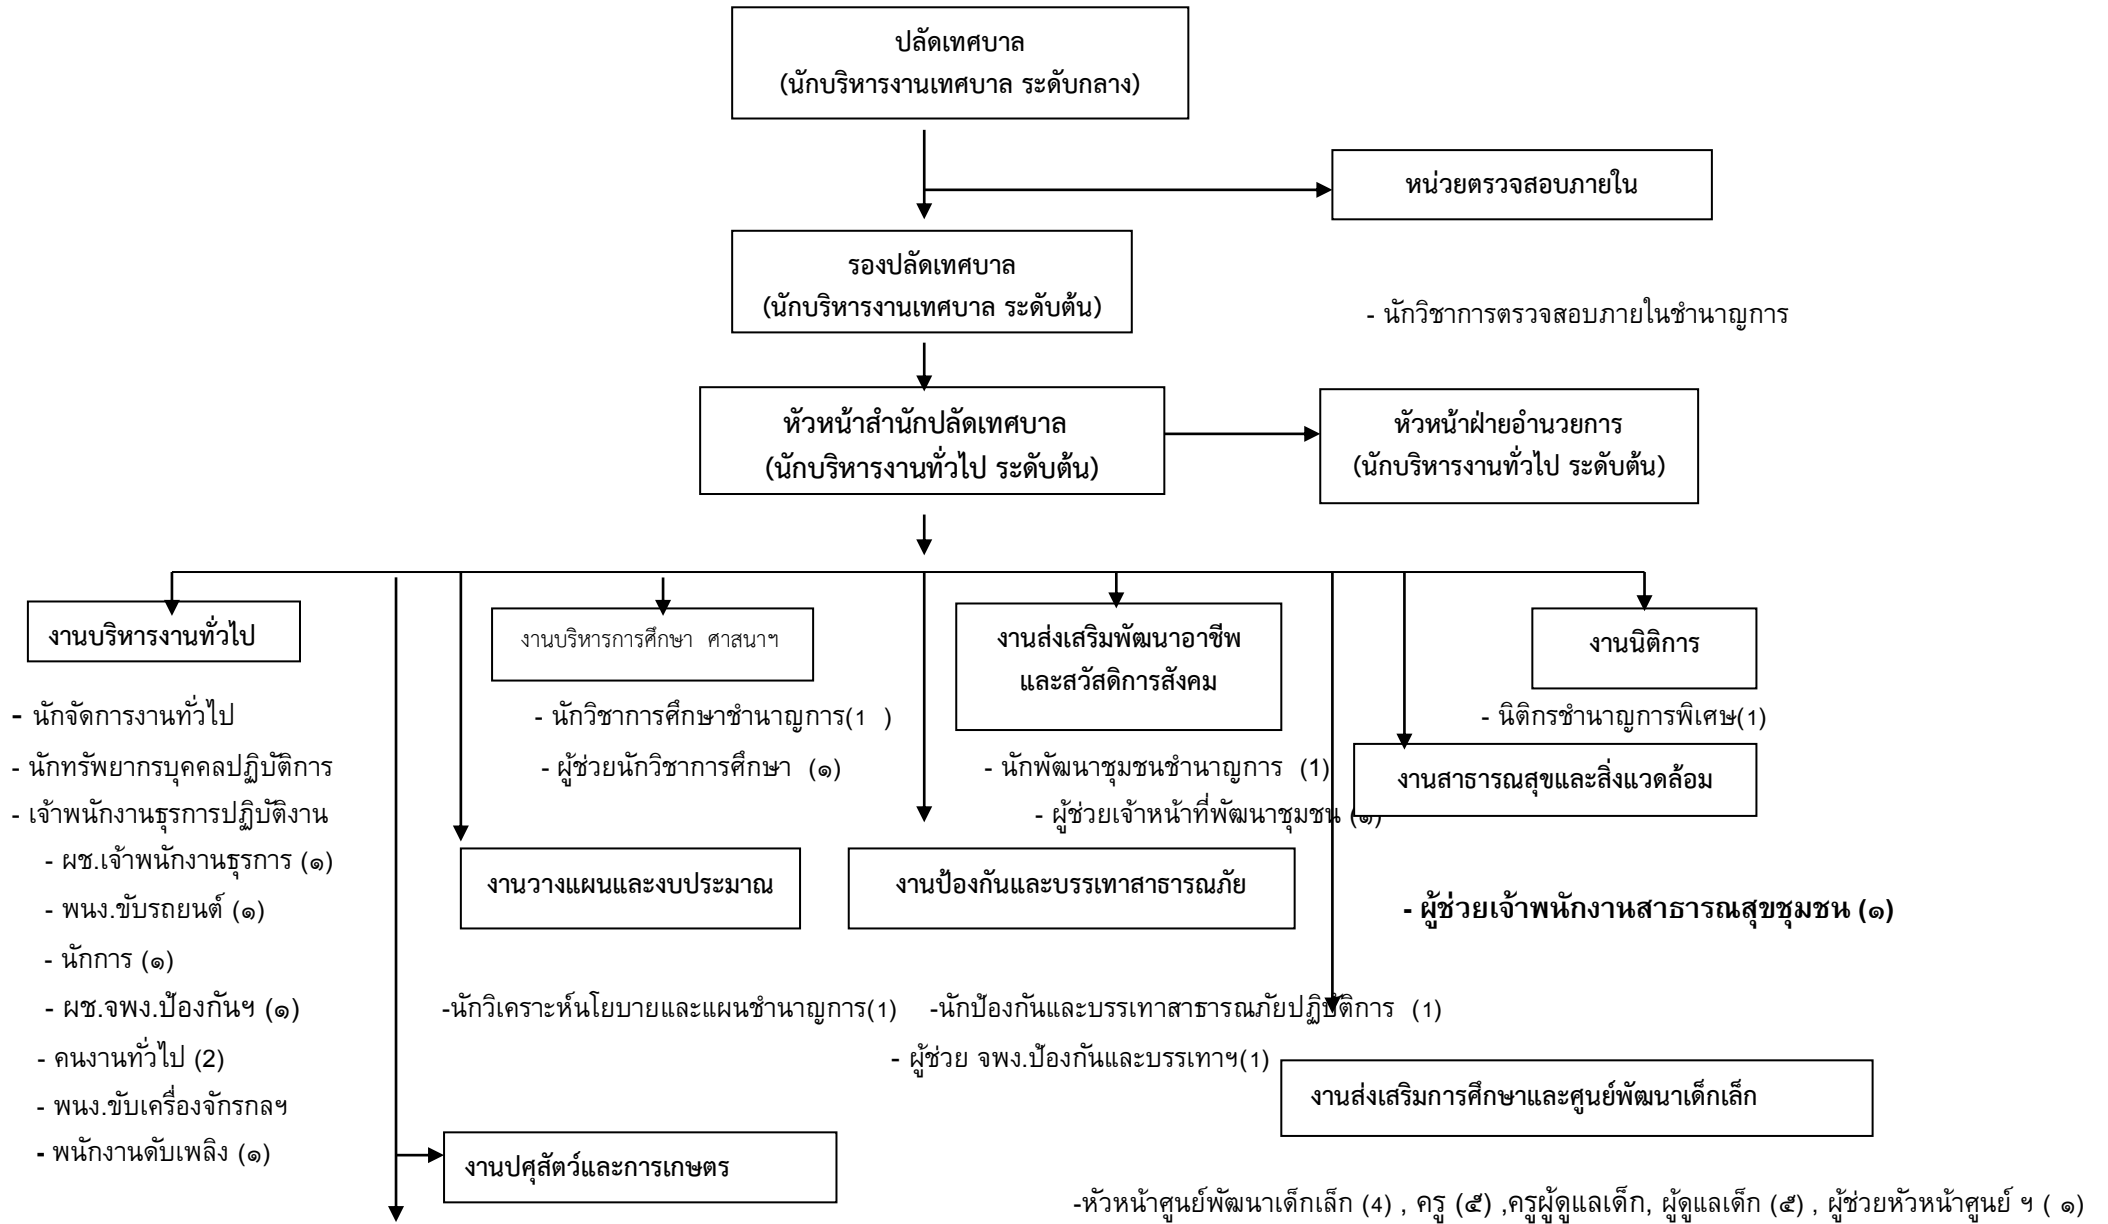 ปลัดเทศบาล
(นักบริหารงานเทศบาล ระดับกลาง)
หน่วยตรวจสอบภายใน
รองปลัดเทศบาล
(นักบริหารงานเทศบาล ระดับต้น)
- นักวิชาการตรวจสอบภายในชำนาญการ
หัวหน้าสำนักปลัดเทศบาล
(นักบริหารงานทั่วไป ระดับต้น)
หัวหน้าฝ่ายอำนวยการ
(นักบริหารงานทั่วไป ระดับต้น)
งานบริหารงานทั่วไป
- นักจัดการงานทั่วไป
- นักทรัพยากรบุคคลปฏิบัติการ
- เจ้าพนักงานธุรการปฏิบัติงาน
- ผช.เจ้าพนักงานธุรการ (๑)
- พนง.ขับรถยนต์ (๑)
- นักการ (๑)
- ผช.จพง.ป้องกันฯ (๑)
- คนงานทั่วไป (2)
- พนง.ขับเครื่องจักรกลฯ
- พนักงานดับเพลิง (๑)
งานบริหารการศึกษา ศาสนาฯ
- นักวิชาการศึกษาชำนาญการ(1 )
- ผู้ช่วยนักวิชาการศึกษา (๑)
งานส่งเสริมพัฒนาอาชีพ
และสวัสดิการสังคม
- นักพัฒนาชุมชนชำนาญการ (1)
- ผู้ช่วยเจ้าหน้าที่พัฒนาชุมชน (๑)
งานนิติการ
- นิติกรชำนาญการพิเศษ(1)
งานสาธารณสุขและสิ่งแวดล้อม
- ผู้ช่วยเจ้าพนักงานสาธารณสุขชุมชน (๑)
งานวางแผนและงบประมาณ
-นักวิเคราะห์นโยบายและแผนชำนาญการ(1)
งานป้องกันและบรรเทาสาธารณภัย
-นักป้องกันและบรรเทาสาธารณภัยปฏิบัติการ (1)
- ผู้ช่วย จพง.ป้องกันและบรรเทาฯ(1)
งานส่งเสริมการศึกษาและศูนย์พัฒนาเด็กเล็ก
งานปศุสัตว์และการเกษตร
-หัวหน้าศูนย์พัฒนาเด็กเล็ก (4) , ครู (๕) ,ครูผู้ดูแลเด็ก, ผู้ดูแลเด็ก (๕) , ผู้ช่วยหัวหน้าศูนย์ ฯ ( ๑)